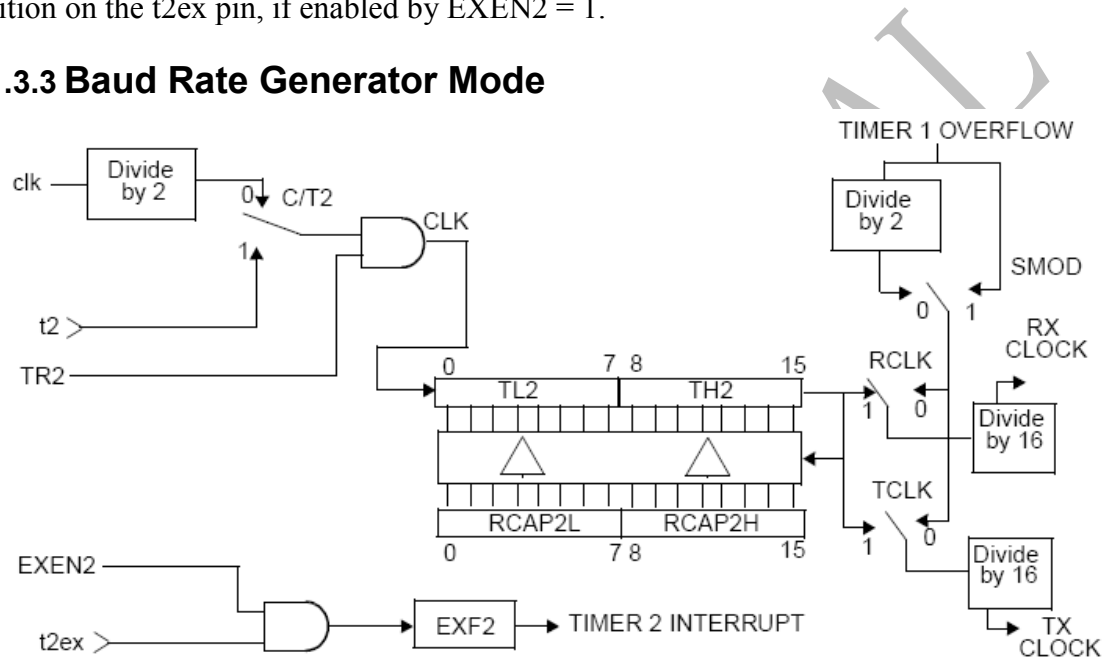 ition on the t2ex pin, if enabled by EXEN2 = 1.
.3.3 Baud Rate Generator Mode
TIMER 1 OVERFLOW
clk
Divide
by 2
0
C/T2
CLK
1
t2
TR2
Divide
by 2
SMOD
0
1
RX
CLOCK
0
7
8
15
TL2
TH2
RCLK
1
0
Divide
by 16
RCAP2L
RCAP2H
0
7
8
15
TCLK
1
0
Divide
by 16
TX
CLOCK
EXEN2
t2ex
EXF2
TIMER 2 INTERRUPT